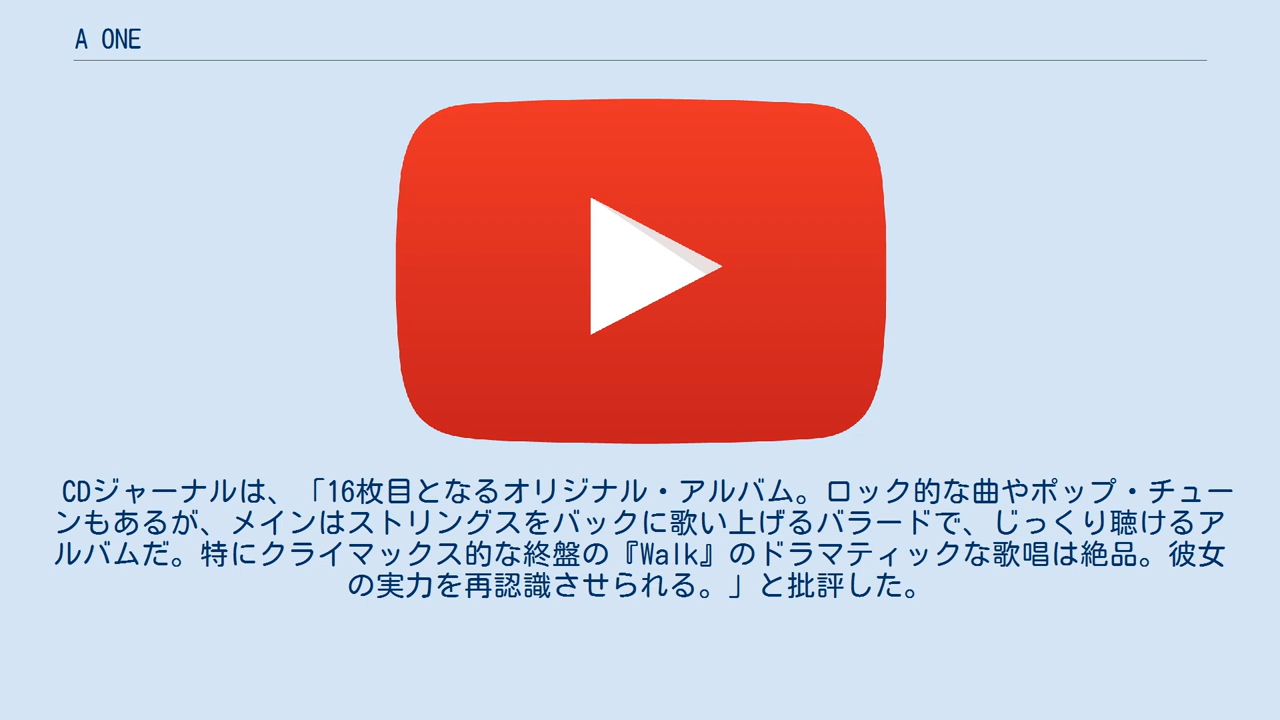 A ONE
CDジャーナルは、「16枚目となるオリジナル・アルバム。ロック的な曲やポップ・チュー
ンもあるが、メインはストリングスをバックに歌い上げるバラードで、じっくり聴けるア
ルバムだ。特にクライマックス的な終盤の『Walk』のドラマティックな歌唱は絶品。彼女
の実力を再認識させられる。」と批評した。